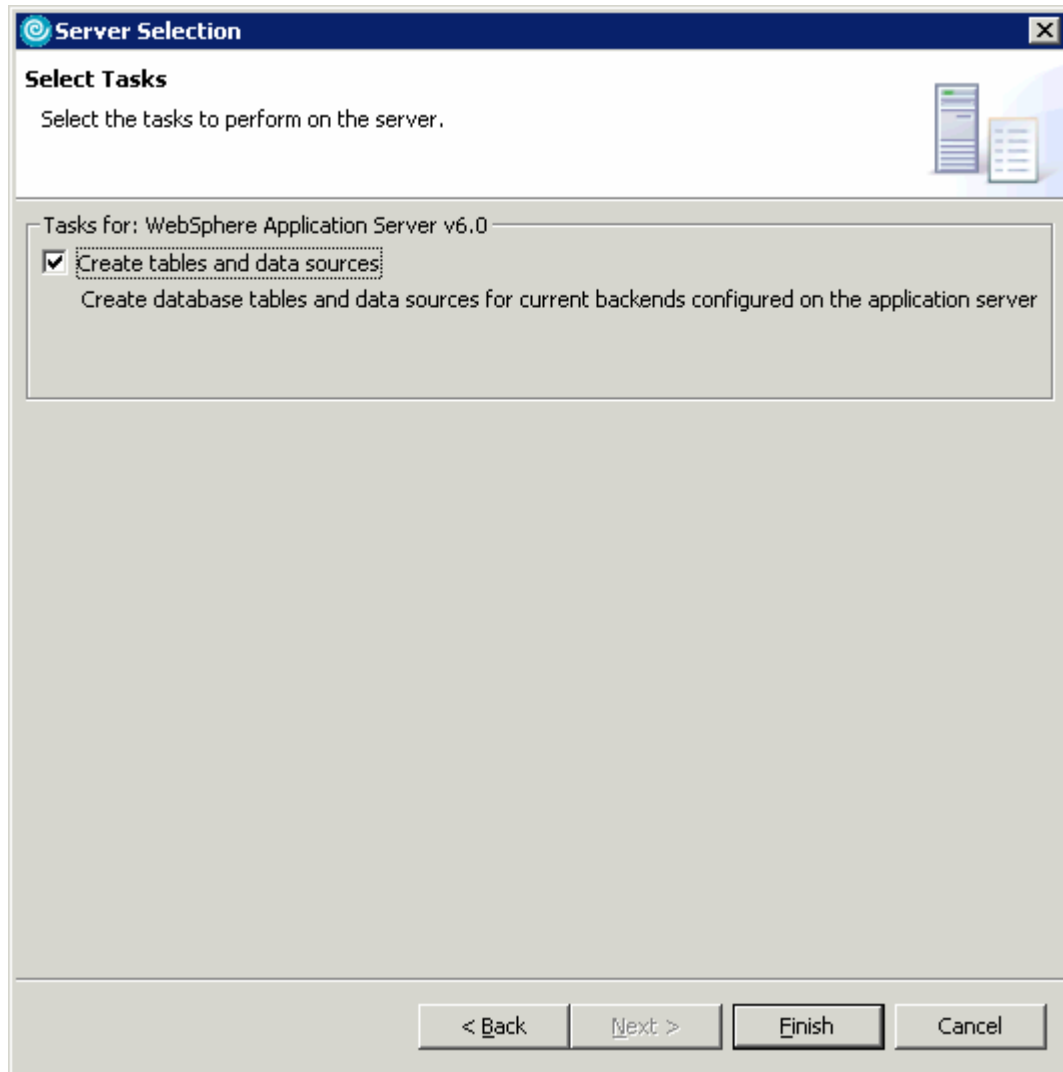 Server Selection
Select Tasks
Select the tasks to perform on the server.
Tasks for: WebSphere Application Server v6.0
Create tables and data sources
Create database tables and data sources for current backends configured on the application server
< Back
Next >
Finish
Cancel